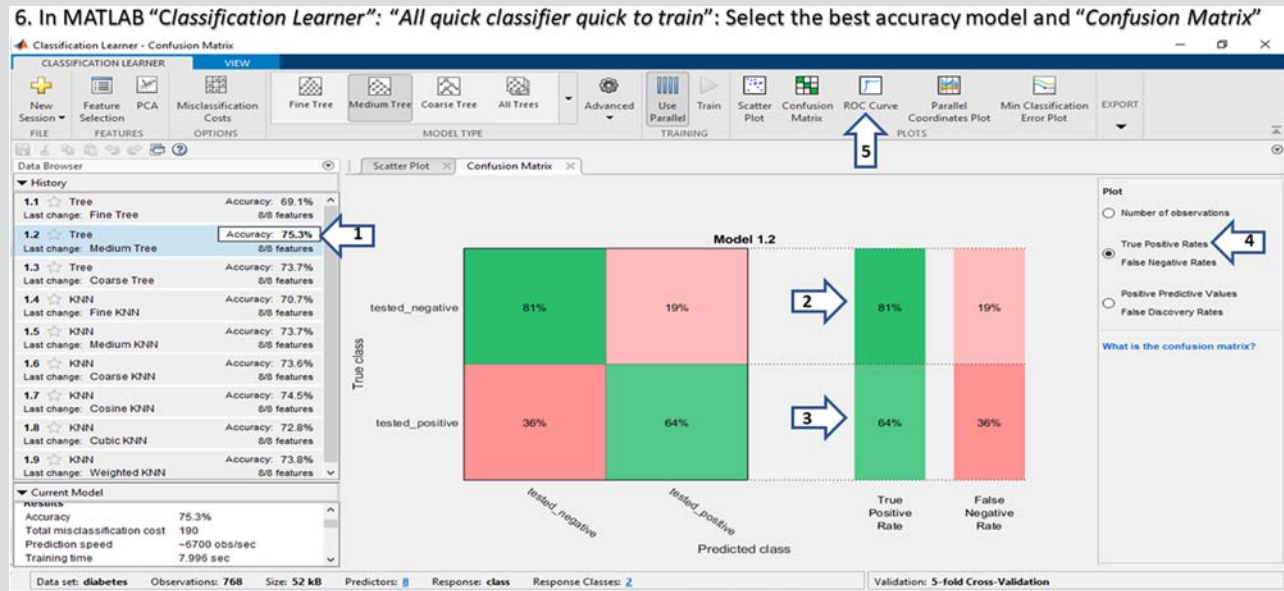 6. In MATLAB “Classification Learner”: “All quick classifier quick to train”: Select the best accuracy model and “Confusion Matrix”
Classification Learner - Confusion Matrix
CLASSIFICATION LEARNER VIEW
New Session
Feature Selection
PCA
Misclassification Costs
Fine Tree
Medium Tree
Coarse Tree
All Trees
Advanced
Use Parallel
Train
Scatter Plot
Confusion Matrix
ROC Curve
Parallel Coordinates Plot
Min Classification Error Plot
EXPORT
FILE FEATURES OPTIONS MODEL TYPE TRAINING PLOTS
5
Data Browser
Scatter Plot Confusion Matrix
History
1.1 Tree Accuracy: 69.1%
Last change: Fine Tree 8/8 features
1.2 Tree Accuracy: 75.3%
Last change: Medium Tree 8/8 features
1
1.3 Tree Accuracy: 73.7%
Last change: Coarse Tree 8/8 features
1.4 KNN Accuracy: 70.7%
Last change: Fine KNN 8/8 features
1.5 KNN Accuracy: 73.7%
Last change: Medium KNN 8/8 features
1.6 KNN Accuracy: 73.6%
Last change: Coarse KNN 8/8 features
1.7 KNN Accuracy: 74.5%
Last change: Cosine KNN 8/8 features
1.8 KNN Accuracy: 72.8%
Last change: Cubic KNN 8/8 features
1.9 KNN Accuracy: 73.8%
Last change: Weighted KNN 8/8 features
Current Model
Results
Accuracy 75.3%
Total misclassification cost 190
Prediction speed ~6700 obs/sec
Training time 7.996 sec
Model 1.2
True class
tested_negative 81% 19% 2 81% 19%
tested_positive 36% 64% 3 64% 36%
tested_negative tested_positive
True Positive Rate
False Negative Rate
Predicted class
Plot
Number of observations
True Positive Rates
False Negative Rates
4
Positive Predictive Values
False Discovery Rates
What is the confusion matrix?
Data set: diabetes Observations: 768 Size: 52 kB Predictors: 8 Response: class Response Classes: 2 Validation: 5-fold Cross-Validation